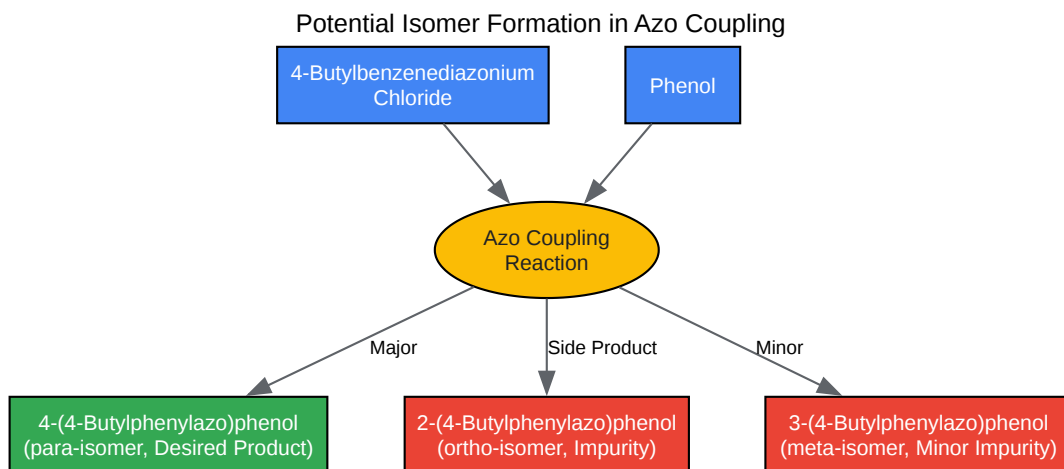 Potential Isomer Formation in Azo Coupling
4-Butylbenzenediazonium
Chloride
Phenol
Azo Coupling
Reaction
Major
Side Product
Minor
4-(4-Butylphenylazo)phenol
(para-isomer, Desired Product)
2-(4-Butylphenylazo)phenol
(ortho-isomer, Impurity)
3-(4-Butylphenylazo)phenol
(meta-isomer, Minor Impurity)